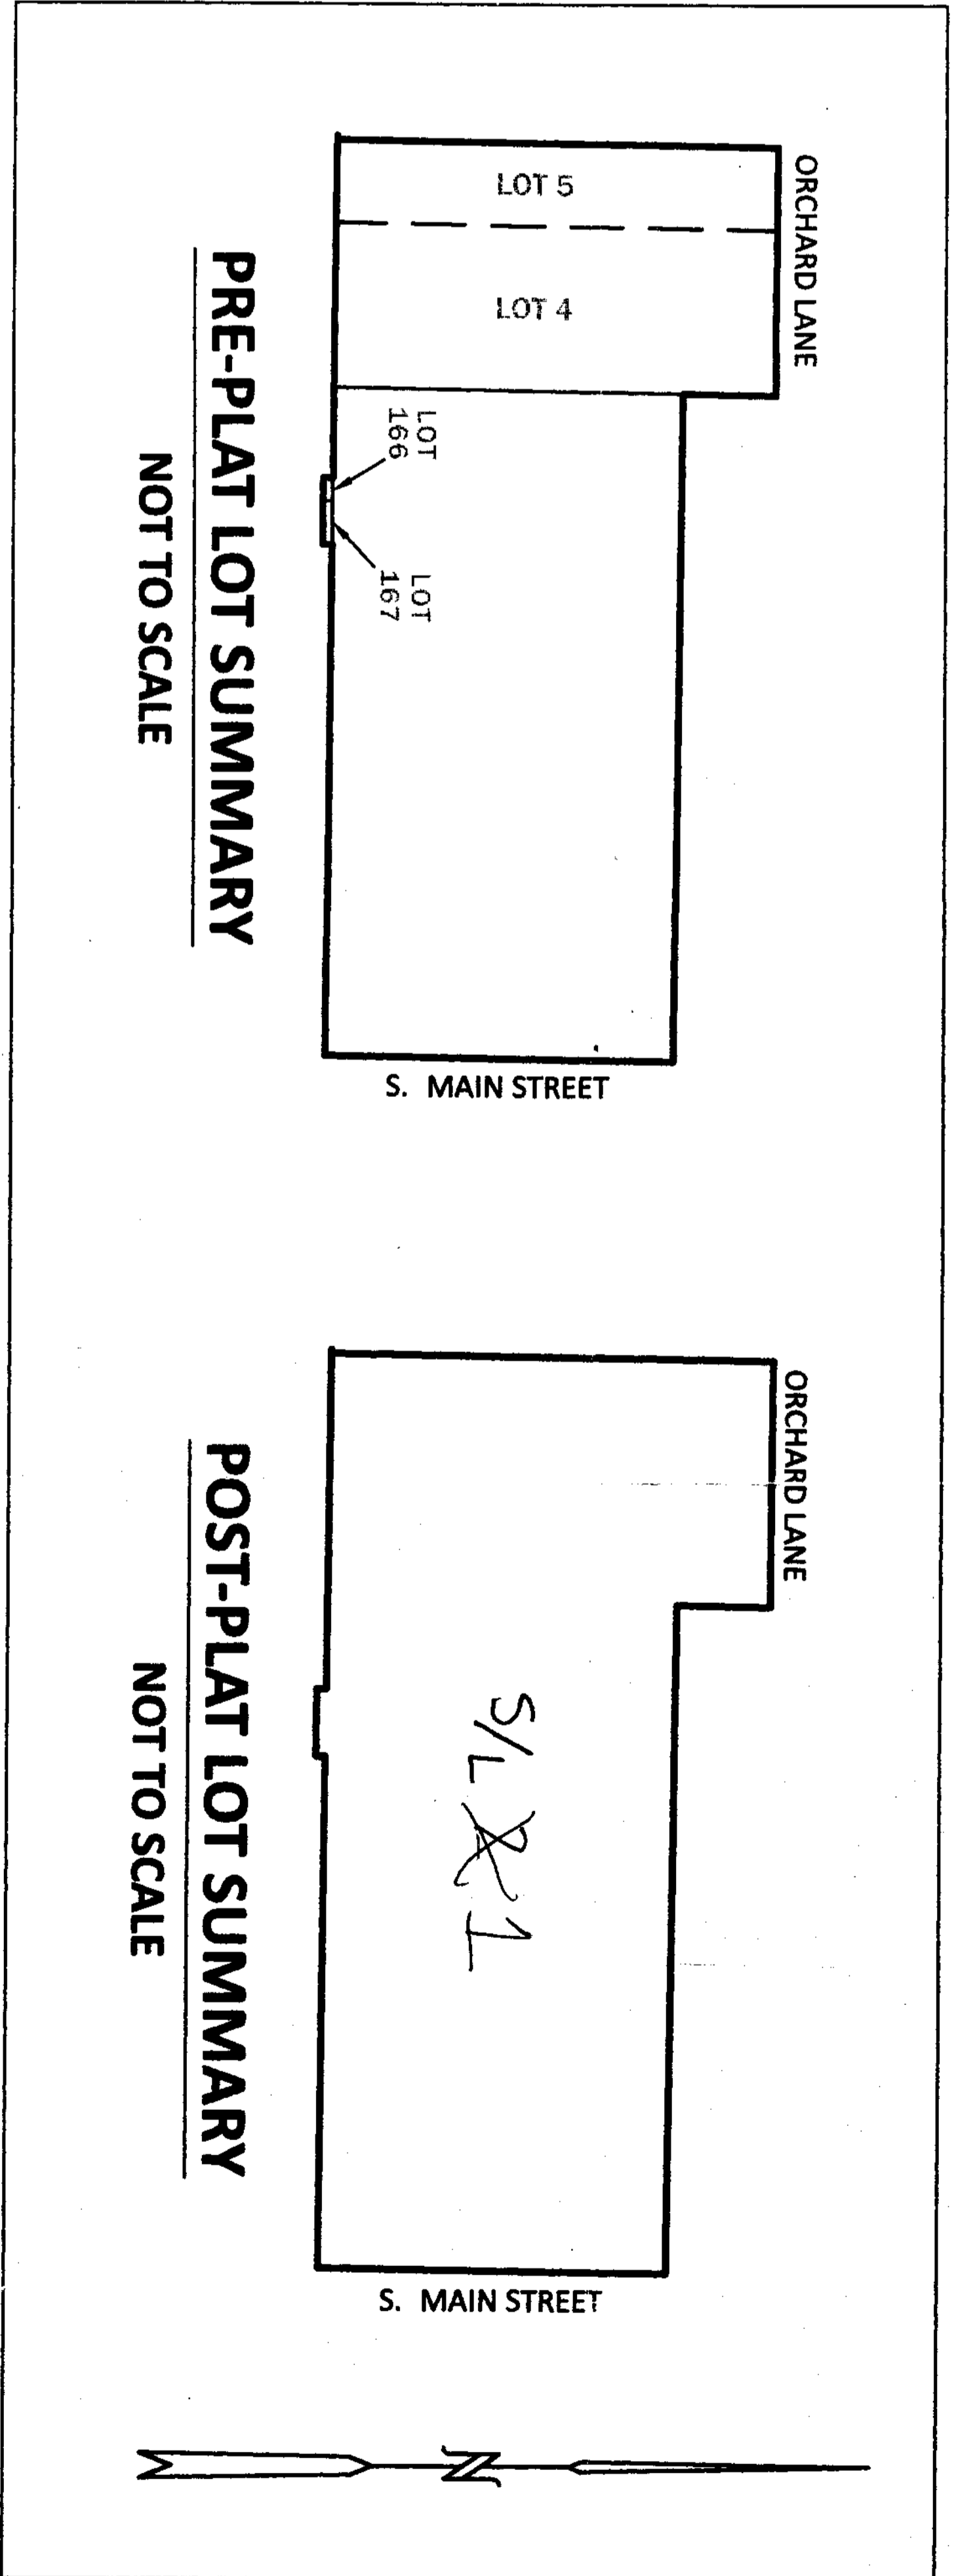 ORCHARD LANE
LOT 5
LOT 4
LOT
166
LOT
167
S. MAIN STREET
PRE-PLAT LOT SUMMARY
NOT TO SCALE
ORCHARD LANE
S/L 1
S. MAIN STREET
POST-PLAT LOT SUMMARY
NOT TO SCALE
N